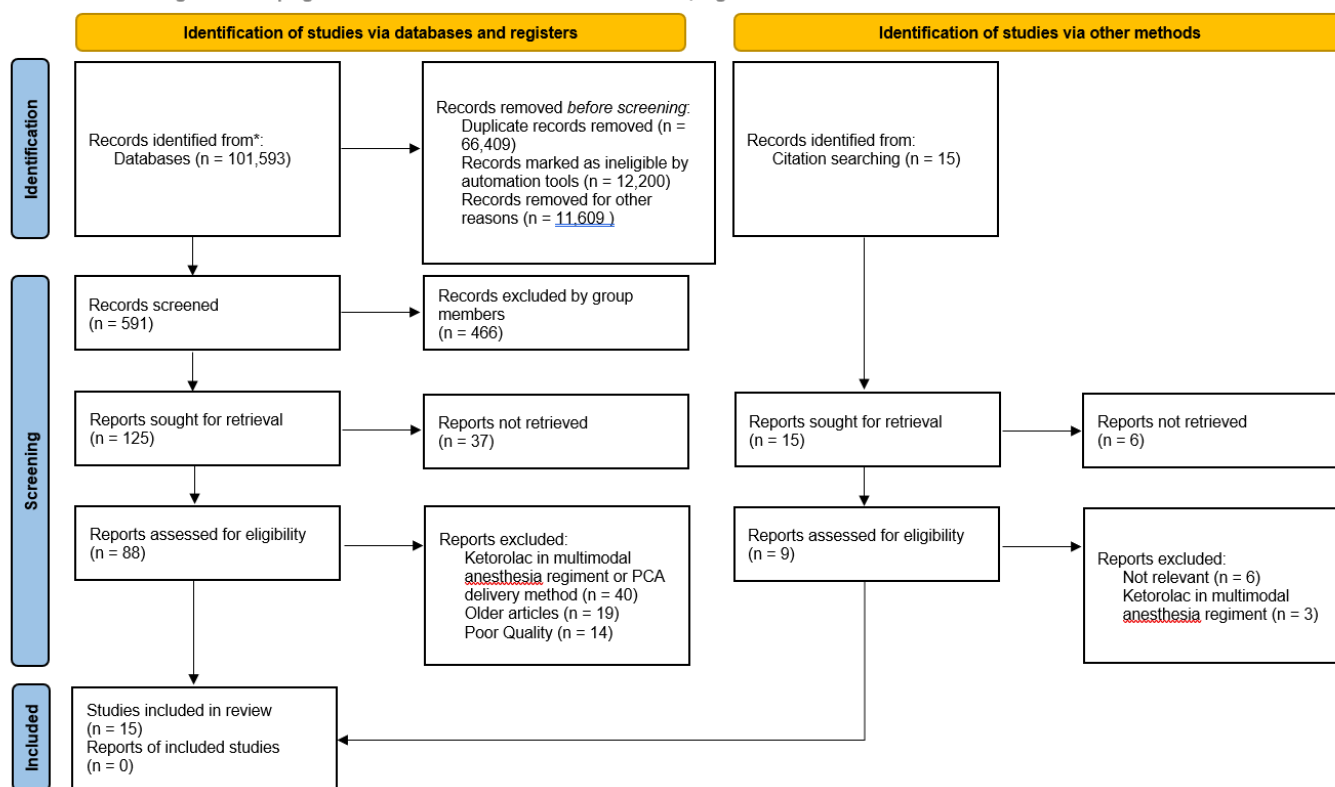 Identification of studies via databases and registers
Identification of studies via other methods
Identification
Records identified from*:
Databases (n = 101,593)
Records removed before screening:
Duplicate records removed (n =
66,409)
Records marked as ineligible by
automation tools (n = 12,200)
Records removed for other
reasons (n = 11,609 )
Records identified from:
Citation searching (n = 15)
Screening
Records screened
(n = 591)
Records excluded by group
members
(n = 466)
Reports sought for retrieval
(n = 125)
Reports not retrieved
(n = 37)
Reports sought for retrieval
(n = 15)
Reports not retrieved
(n = 6)
Reports assessed for eligibility
(n = 88)
Reports excluded:
Ketorolac in multimodal
anesthesia regiment or PCA
delivery method (n = 40)
Older articles (n = 19)
Poor Quality (n = 14)
Reports assessed for eligibility
(n = 9)
Reports excluded:
Not relevant (n = 6)
Ketorolac in multimodal
anesthesia regiment (n = 3)
Included
Studies included in review
(n = 15)
Reports of included studies
(n = 0)